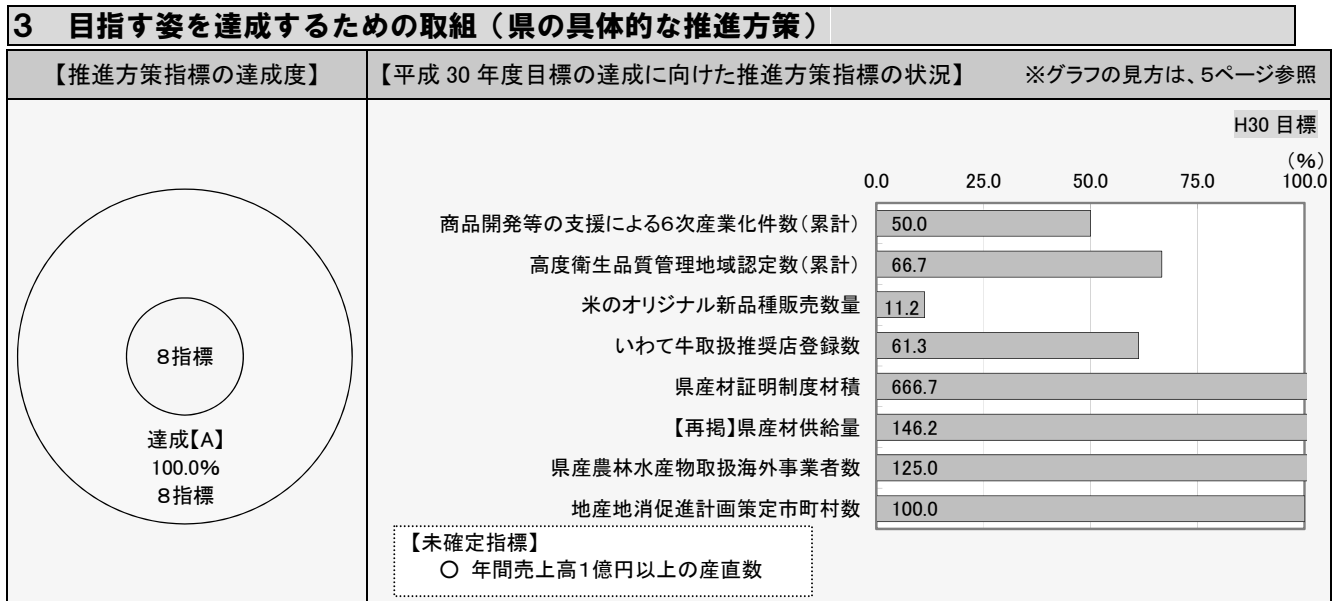 3 目指す姿を達成するための取組（県の具体的な推進方策）
【推進方策指標の達成度】
【平成 30 年度目標の達成に向けた推進方策指標の状況】 ※グラフの見方は、5ページ参照
8指標
達成【A】
100.0%
8指標
H30 目標
（%）
0.0 25.0 50.0 75.0 100.0
商品開発等の支援による6次産業化件数（累計） 50.0
高度衛生品質管理地域認定数（累計） 66.7
米のオリジナル新品種販売数量 11.2
いわて牛取扱推奨店登録数 61.3
県産材証明制度材積 666.7
【再掲】県産材供給量 146.2
県産農林水産物取扱海外事業者数 125.0
地産地消促進計画策定市町村数 100.0
【未確定指標】
○ 年間売上高1億円以上の産直数